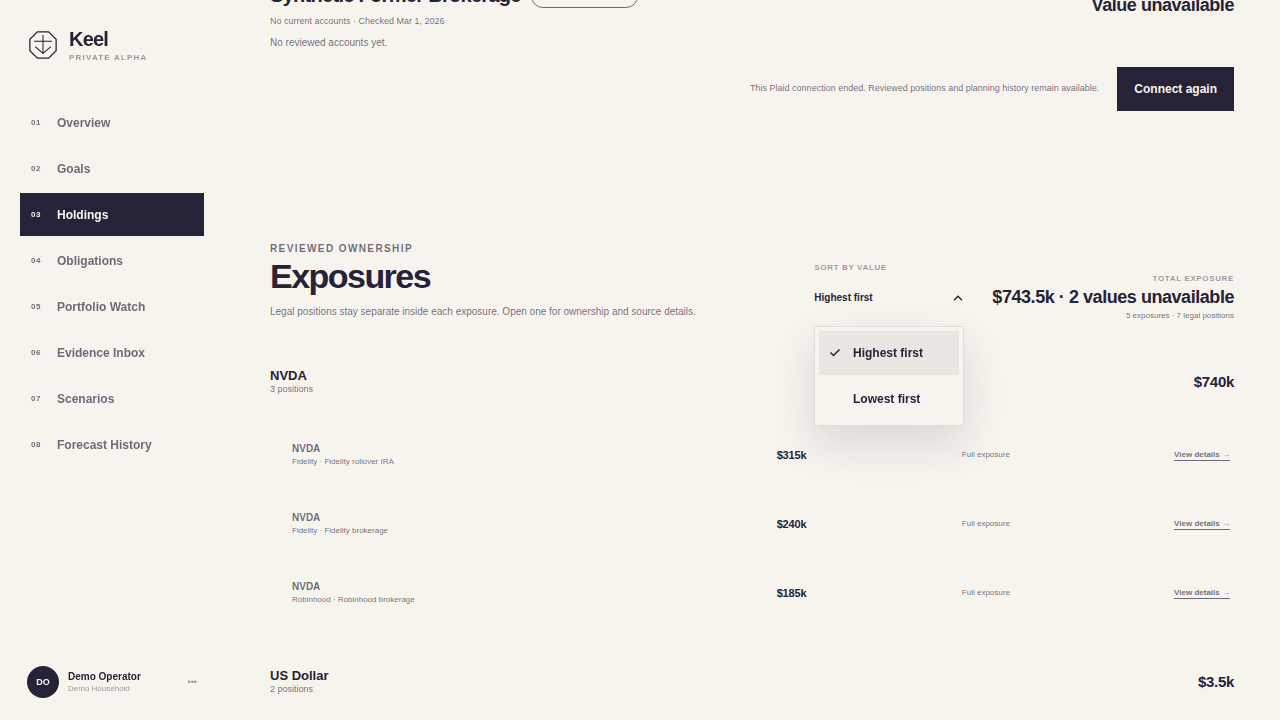 Keel
PRIVATE ALPHA
01 Overview
02 Goals
03 Holdings
04 Obligations
05 Portfolio Watch
06 Evidence Inbox
07 Scenarios
08 Forecast History
DO
Demo Operator
Demo Household
•••
Synthetic Former Brokerage
Value unavailable
No current accounts · Checked Mar 1, 2026
No reviewed accounts yet.
This Plaid connection ended. Reviewed positions and planning history remain available.
Connect again
REVIEWED OWNERSHIP
Exposures
Legal positions stay separate inside each exposure. Open one for ownership and source details.
SORT BY VALUE
Highest first
TOTAL EXPOSURE
$743.5k · 2 values unavailable
5 exposures · 7 legal positions
Highest first
Lowest first
NVDA
3 positions
$740k
NVDA
Fidelity · Fidelity rollover IRA
$315k
Full exposure
View details →
NVDA
Fidelity · Fidelity brokerage
$240k
Full exposure
View details →
NVDA
Robinhood · Robinhood brokerage
$185k
Full exposure
View details →
US Dollar
2 positions
$3.5k